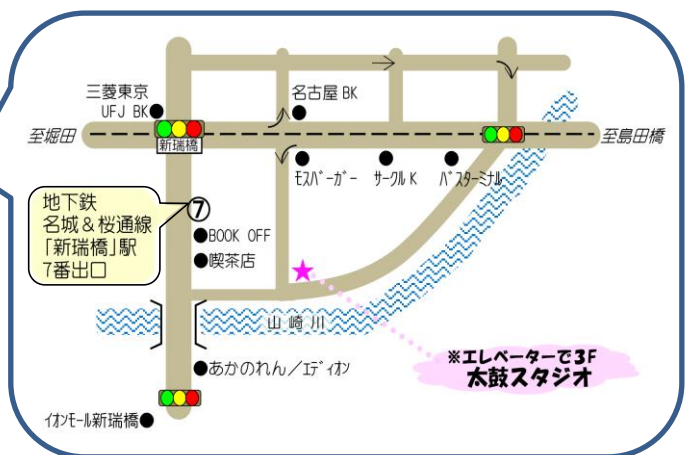 三菱東京
UFJ BK●
名古屋 BK
至堀田
新瑞橋
至島田橋
モスバーガー
サークル K
バスターミナル
地下鉄
名城&桜通線
「新瑞橋」駅
7番出口
⑦
●BOOK OFF
●喫茶店
山崎川
※エレベーターで3F
太鼓スタジオ
●あかのれん/エディオン
イオンモール新瑞橋●